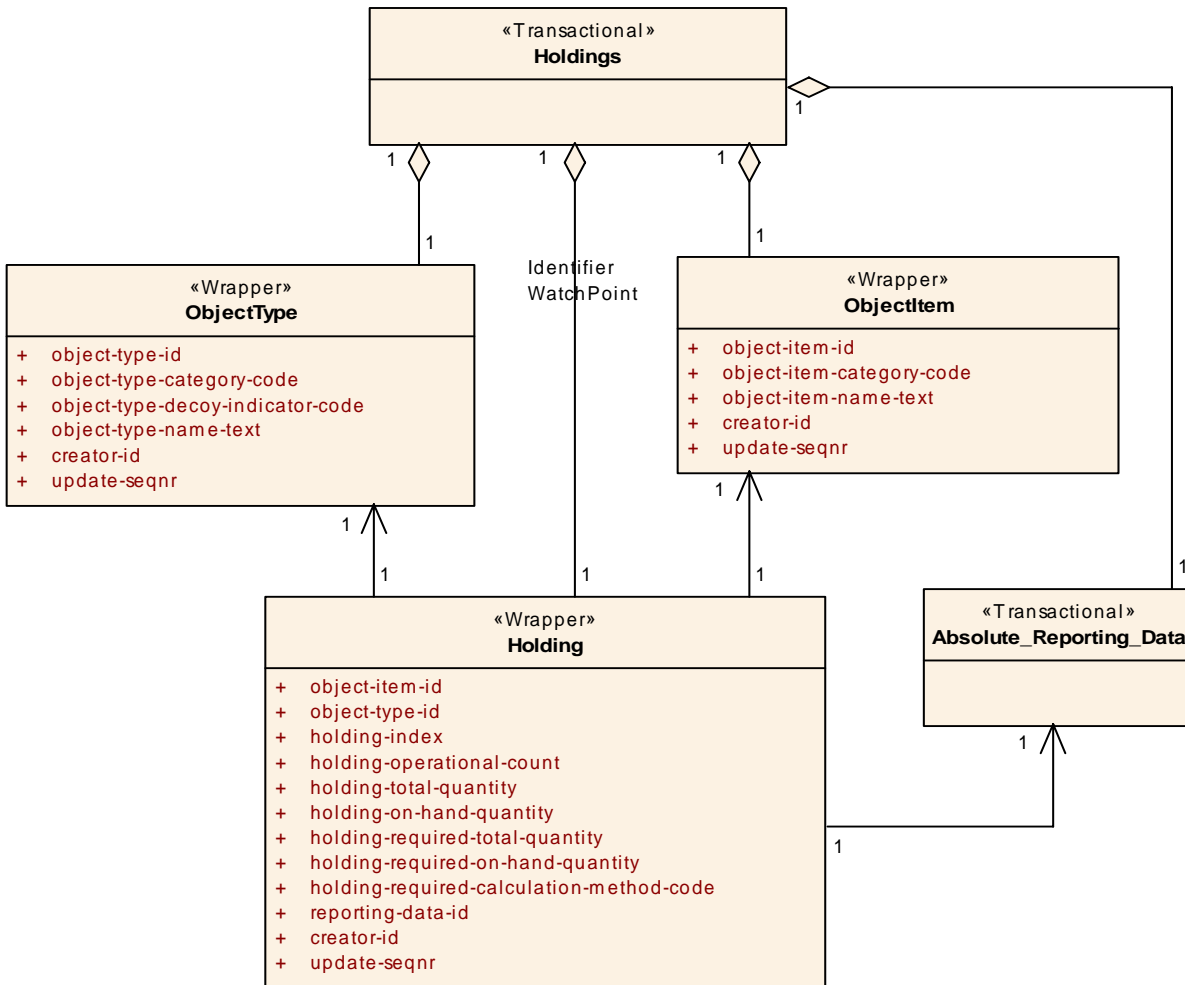 «Transactional»
Holdings
1
1
1
1
1
1
Identifier
WatchPoint
«Wrapper»
ObjectType
+ object-type-id
+ object-type-category-code
+ object-type-decoy-indicator-code
+ object-type-name-text
+ creator-id
+ update-seqnr
«Wrapper»
ObjectItem
+ object-item-id
+ object-item-category-code
+ object-item-name-text
+ creator-id
+ update-seqnr
1
1
1
1
1
1
1
«Transactional»
Absolute_Reporting_Data
1
1
«Wrapper»
Holding
+ object-item-id
+ object-type-id
+ holding-index
+ holding-operational-count
+ holding-total-quantity
+ holding-on-hand-quantity
+ holding-required-total-quantity
+ holding-required-on-hand-quantity
+ holding-required-calculation-method-code
+ reporting-data-id
+ creator-id
+ update-seqnr